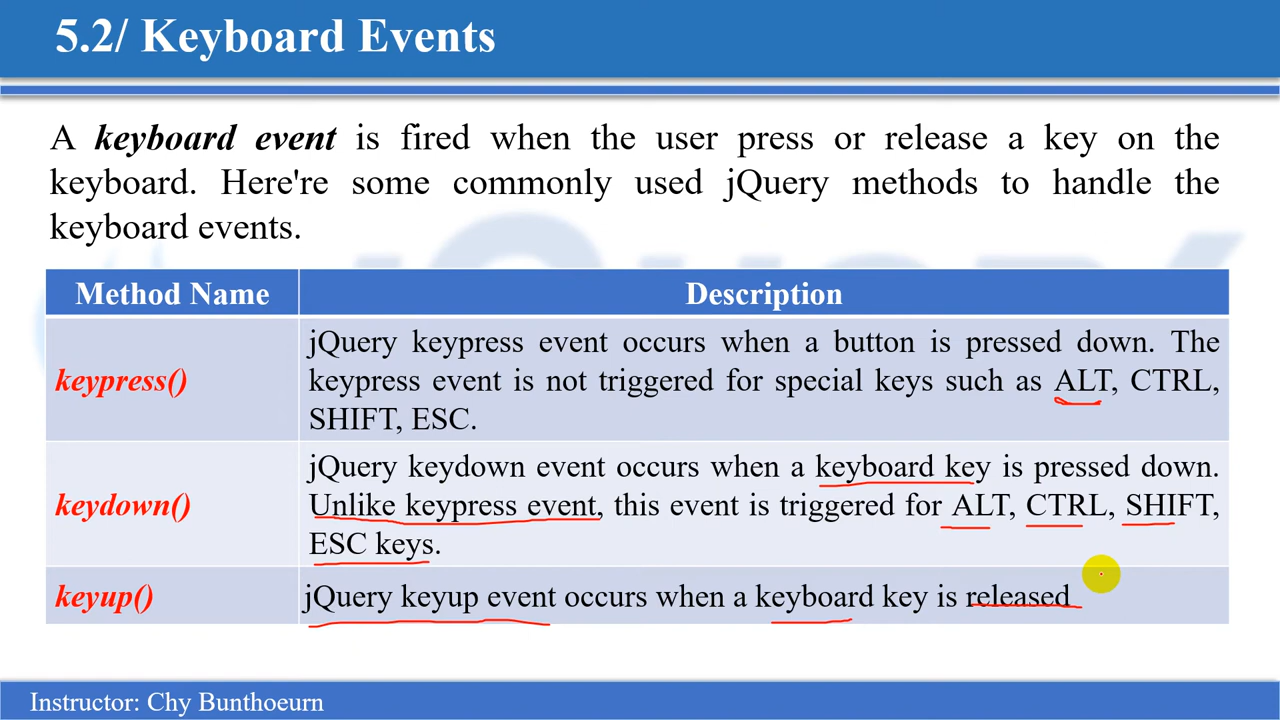 5.2/ Keyboard Events
A keyboard event is fired when the user press or release a key on the
keyboard. Here're some commonly used jQuery methods to handle the
keyboard events.
Method Name Description
keypress()
jQuery keypress event occurs when a button is pressed down. The
keypress event is not triggered for special keys such as ALT, CTRL,
SHIFT, ESC.
keydown()
jQuery keydown event occurs when a keyboard key is pressed down.
Unlike keypress event, this event is triggered for ALT, CTRL, SHIFT,
ESC keys.
keyup()
jQuery keyup event occurs when a keyboard key is released
Instructor: Chy Bunthoeurn